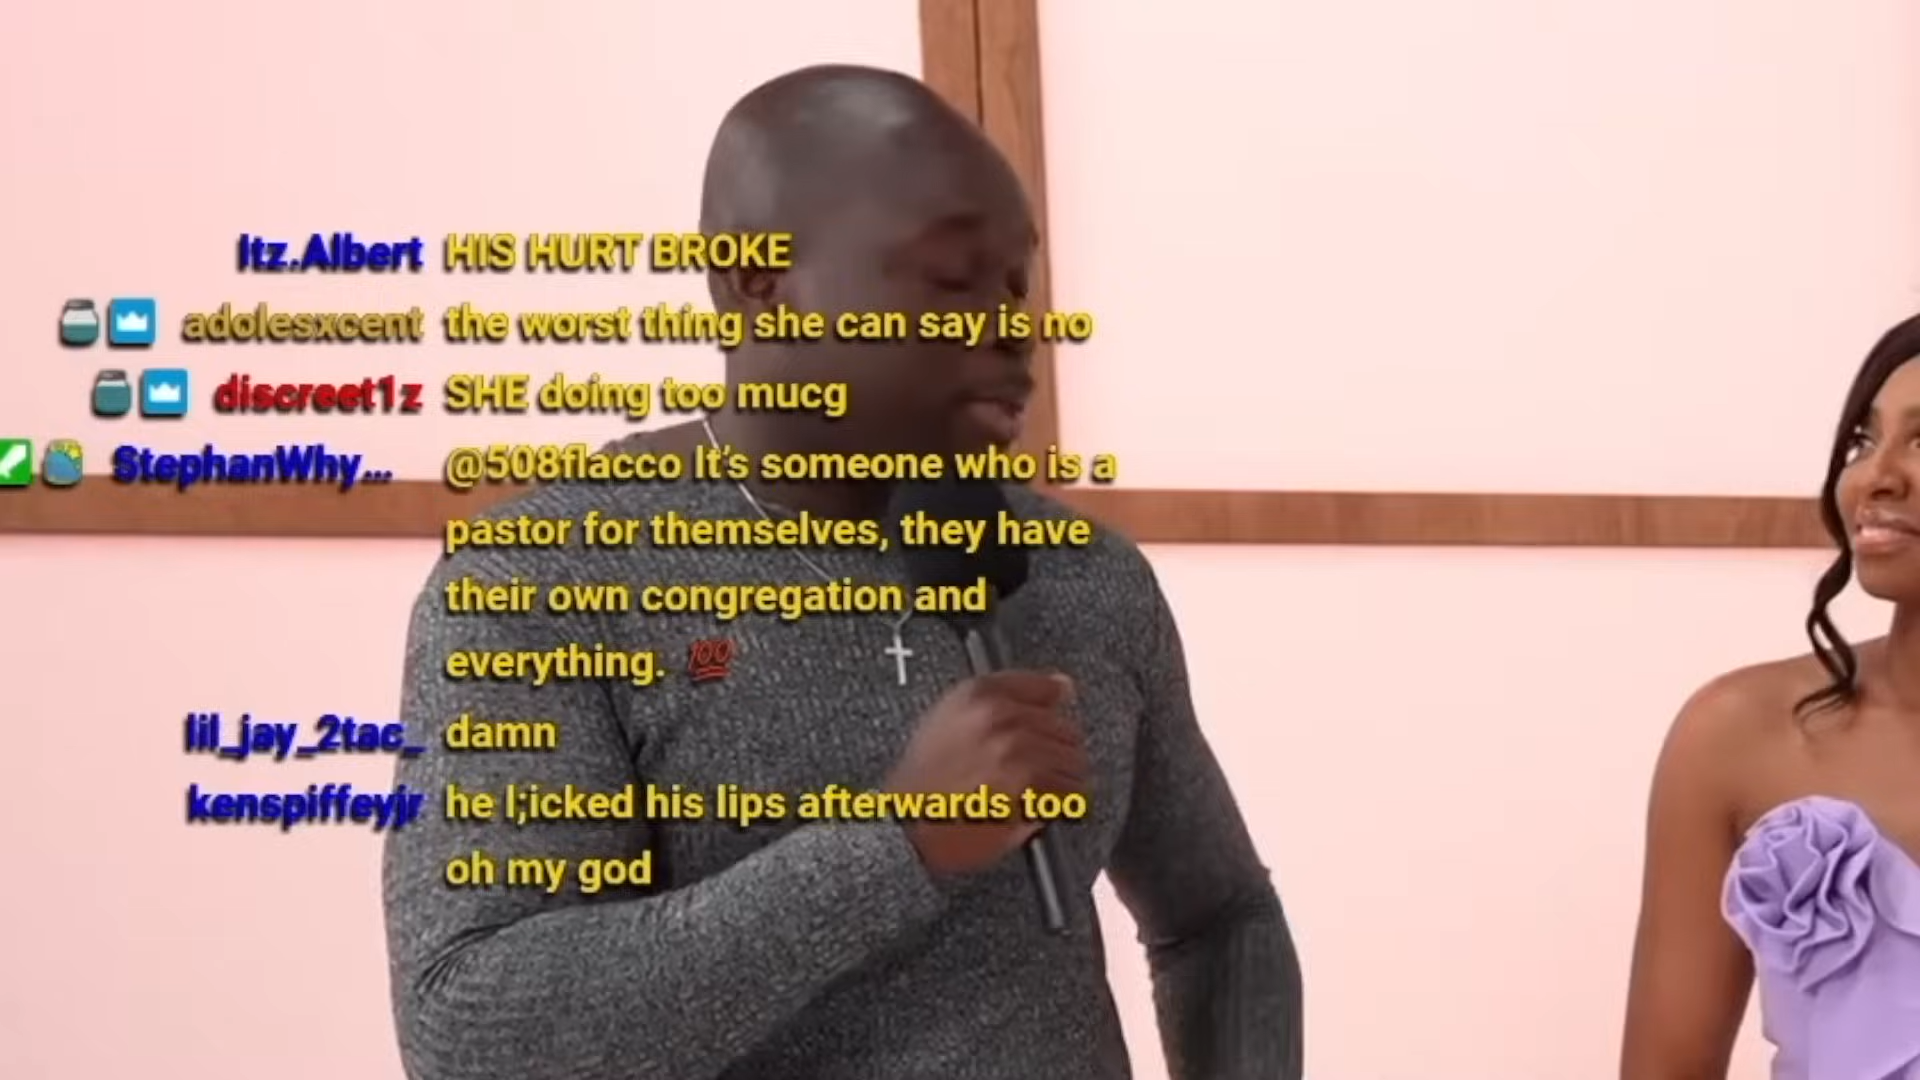 Itz.Albert HIS HURT BROKE
adolesxcent the worst thing she can say is no
discreet1z SHE doing too mucg
StephanWhy... @508flacco It's someone who is a
pastor for themselves, they have
their own congregation and
everything. 💯
lil_jay_2tac_ damn
kenspiffeyjr he l;icked his lips afterwards too
oh my god